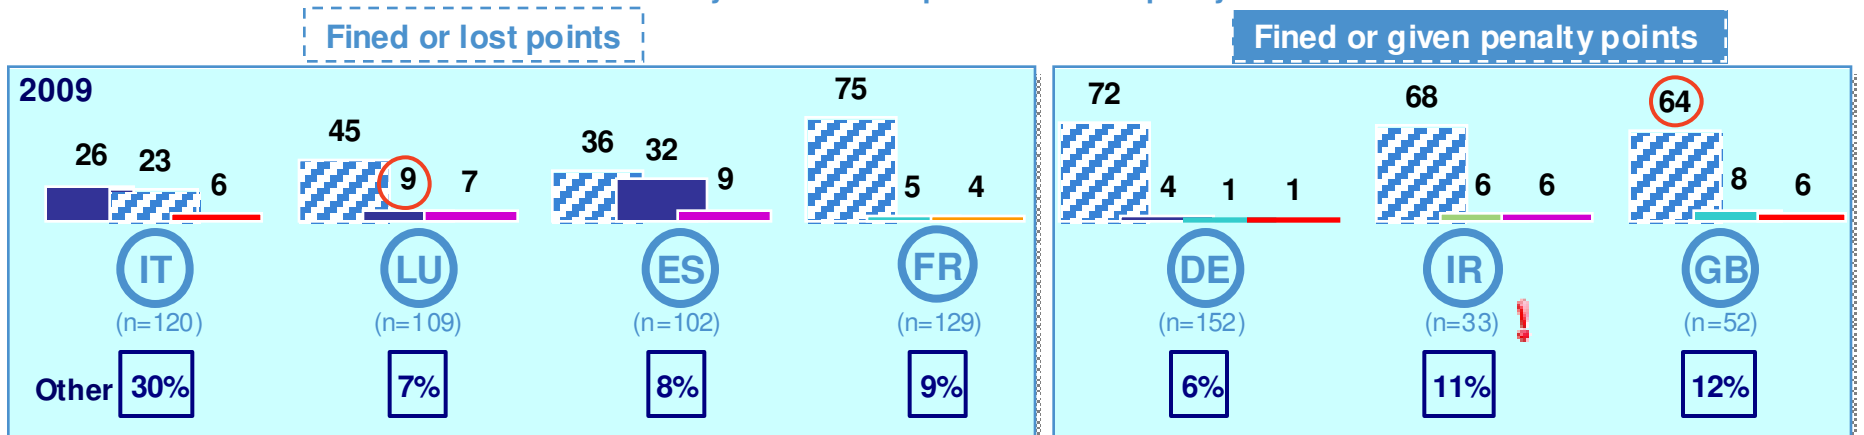 Fined or lost points
Fined or given penalty points
2009
26 23 6
45 9 7
36 32 9
75 5 4
72 4 1 1
68 6 6
64 8 6
IT LU ES FR DE IR GB
(n=120) (n=109) (n=102) (n=129) (n=152) (n=33) (n=52)
Other 30% 7% 8% 9% 6% 11% 12%